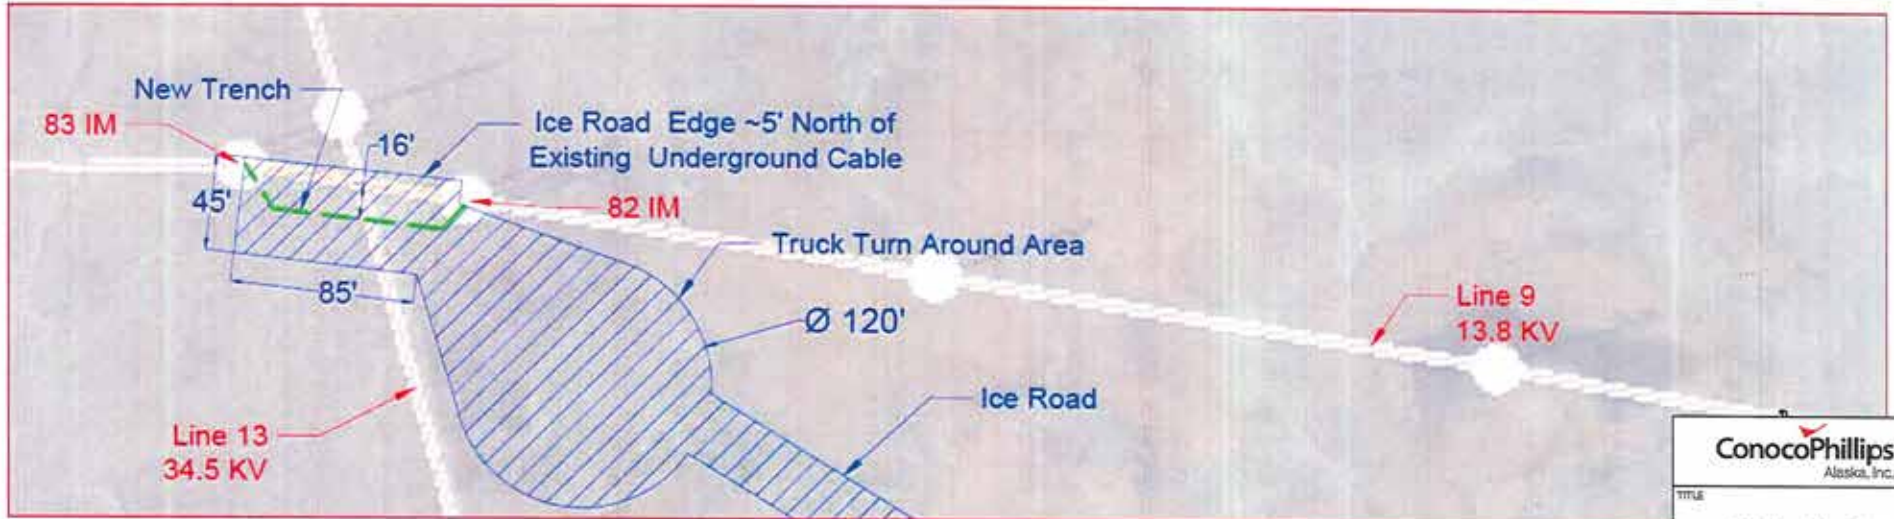 New Trench
83 IM
16'
Ice Road Edge ~5' North of
Existing Underground Cable
45'
82 IM
Truck Turn Around Area
85'
Ø 120'
Line 9
13.8 KV
Ice Road
Line 13
34.5 KV
ConocoPhillips
Alaska, Inc.
TITLE